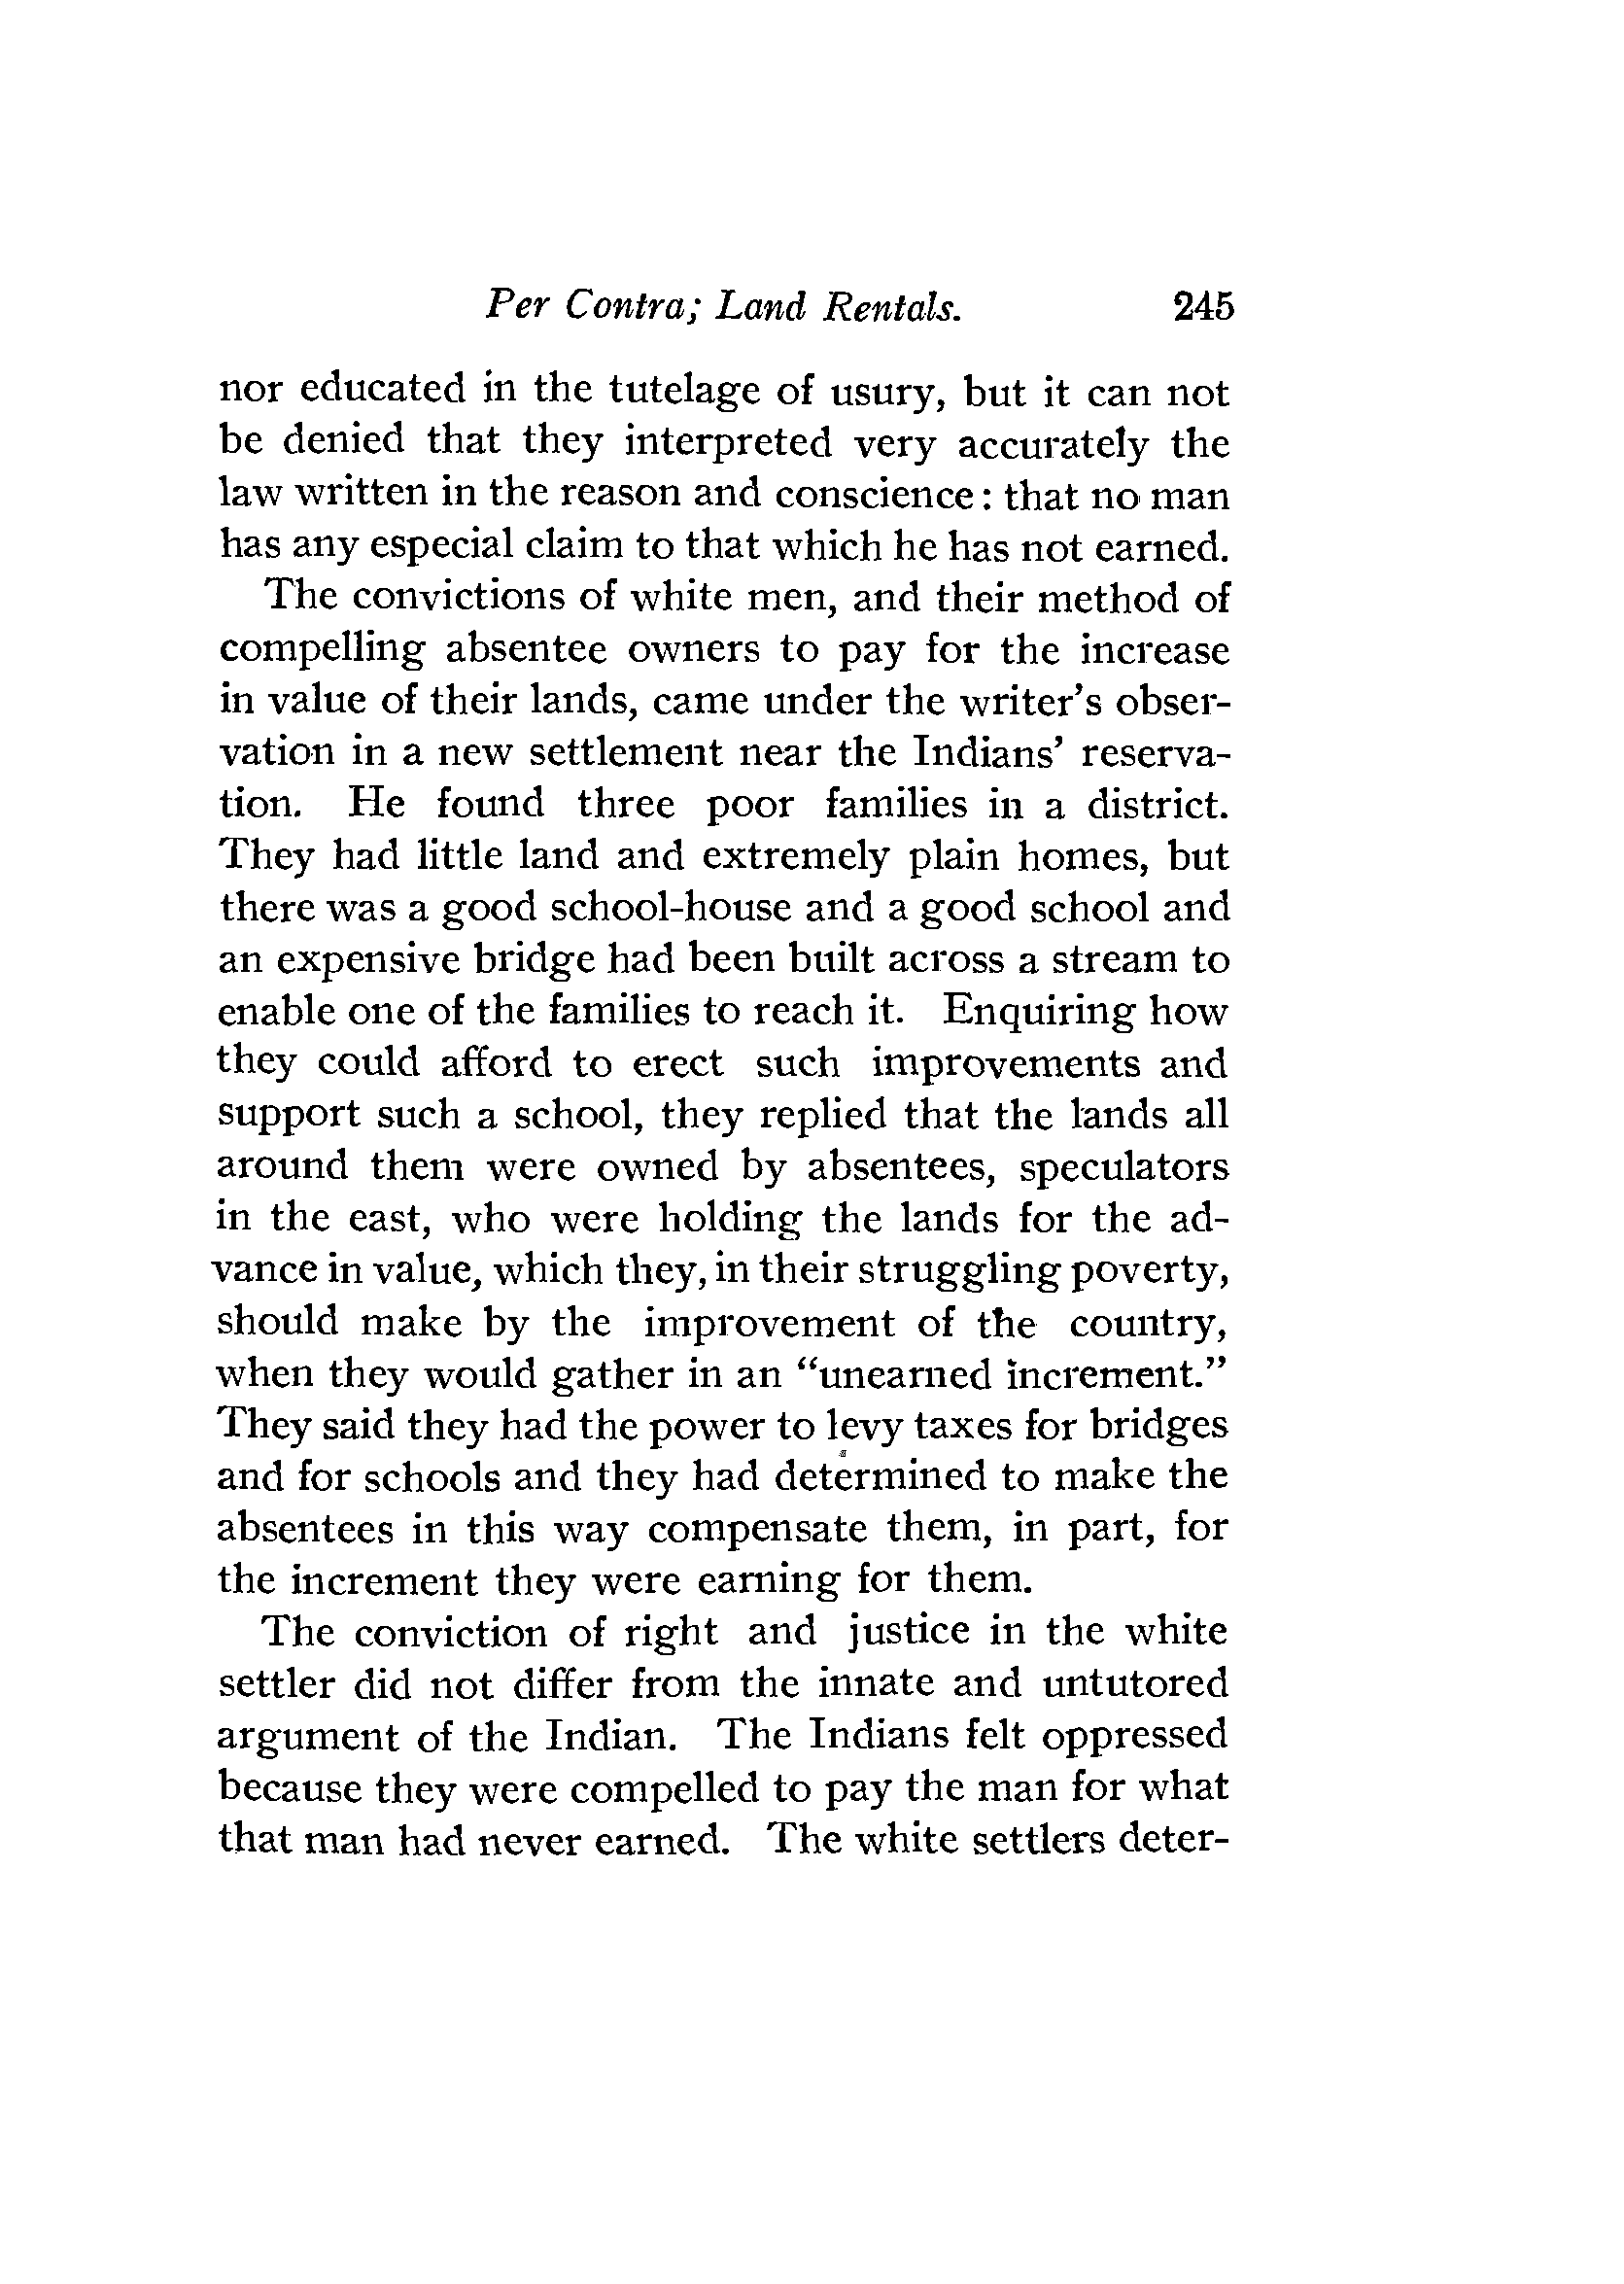 Per Contra; Land Rentals. 245
nor educated in the tutelage of usury, but it can not
be denied that they interpreted very accurately the
law written in the reason and conscience: that no man
has any especial claim to that which he has not earned.
The convictions of white men, and their method of
compelling absentee owners to pay for the increase
in value of their lands, came under the writer's obser-
vation in a new settlement near the Indians' reserva-
tion. He found three poor families in a district.
They had little land and extremely plain homes, but
there was a good school-house and a good school and
an expensive bridge had been built across a stream to
enable one of the families to reach it. Enquiring how
they could afford to erect such improvements and
support such a school, they replied that the lands all
around them were owned by absentees, speculators
in the east, who were holding the lands for the ad-
vance in value, which they, in their struggling poverty,
should make by the improvement of the country,
when they would gather in an "unearned increment."
They said they had the power to levy taxes for bridges
and for schools and they had determined to make the
absentees in this way compensate them, in part, for
the increment they were earning for them.
The conviction of right and justice in the white
settler did not differ from the innate and untutored
argument of the Indian. The Indians felt oppressed
because they were compelled to pay the man for what
that man had never earned. The white settlers deter-